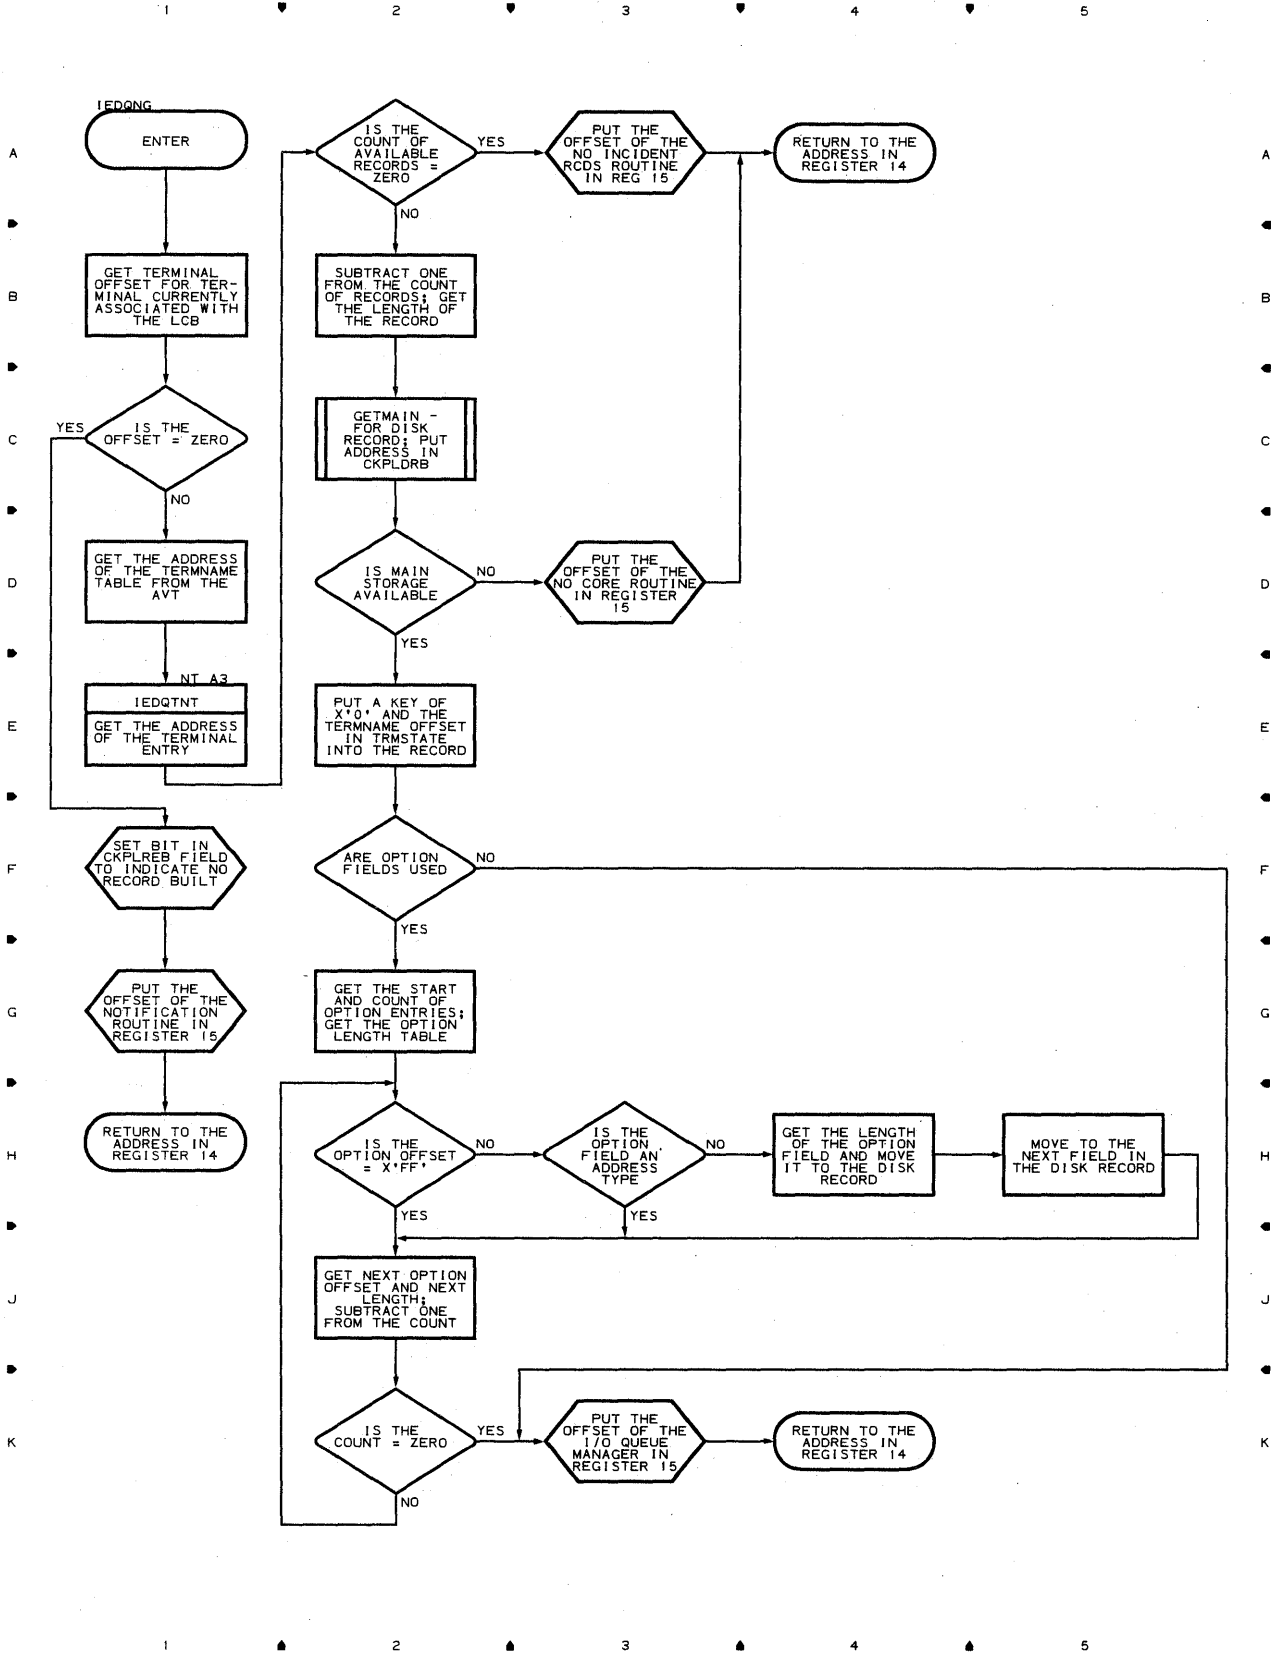 1 2 3 4 5
IEDQNG
ENTER
A
IS THE
COUNT OF
AVAILABLE
RECORDS =
ZERO
YES
NO
PUT THE
OFFSET OF THE
NO INCIDENT
RCDS ROUTINE
IN REG 15
RETURN TO THE
ADDRESS IN
REGISTER 14
A
B
GET TERMINAL
OFFSET FOR TER-
MINAL CURRENTLY
ASSOCIATED WITH
THE LCB
SUBTRACT ONE
FROM THE COUNT
OF RECORDS; GET
THE LENGTH OF
THE RECORD
B
C
YES
IS THE
OFFSET = ZERO
NO
GETMAIN -
FOR DISK
RECORD; PUT
ADDRESS IN
CKPLDRB
C
D
GET THE ADDRESS
OF THE TERMNAME
TABLE FROM THE
AVT
IS MAIN
STORAGE
AVAILABLE
NO
YES
PUT THE
OFFSET OF THE
NO CORE ROUTINE
IN REGISTER
15
D
E
NT A3
IEDQTNT
GET THE ADDRESS
OF THE TERMINAL
ENTRY
PUT A KEY OF
X'0' AND THE
TERMNAME OFFSET
IN TRMSTATE
INTO THE RECORD
E
F
SET BIT IN
CKPLREB FIELD
TO INDICATE NO
RECORD BUILT
ARE OPTION
FIELDS USED
NO
YES
F
G
PUT THE
OFFSET OF THE
NOTIFICATION
ROUTINE IN
REGISTER 15
GET THE START
AND COUNT OF
OPTION ENTRIES;
GET THE OPTION
LENGTH TABLE
G
H
RETURN TO THE
ADDRESS IN
REGISTER 14
IS THE
OPTION OFFSET
= X'FF'
NO
YES
IS THE
OPTION
FIELD AN
ADDRESS
TYPE
NO
YES
GET THE LENGTH
OF THE OPTION
FIELD AND MOVE
IT TO THE DISK
RECORD
MOVE TO THE
NEXT FIELD IN
THE DISK RECORD
H
J
GET NEXT OPTION
OFFSET AND NEXT
LENGTH;
SUBTRACT ONE
FROM THE COUNT
J
K
IS THE
COUNT = ZERO
YES
NO
PUT THE
OFFSET OF THE
I/O QUEUE
MANAGER IN
REGISTER 15
RETURN TO THE
ADDRESS IN
REGISTER 14
K
1 2 3 4 5